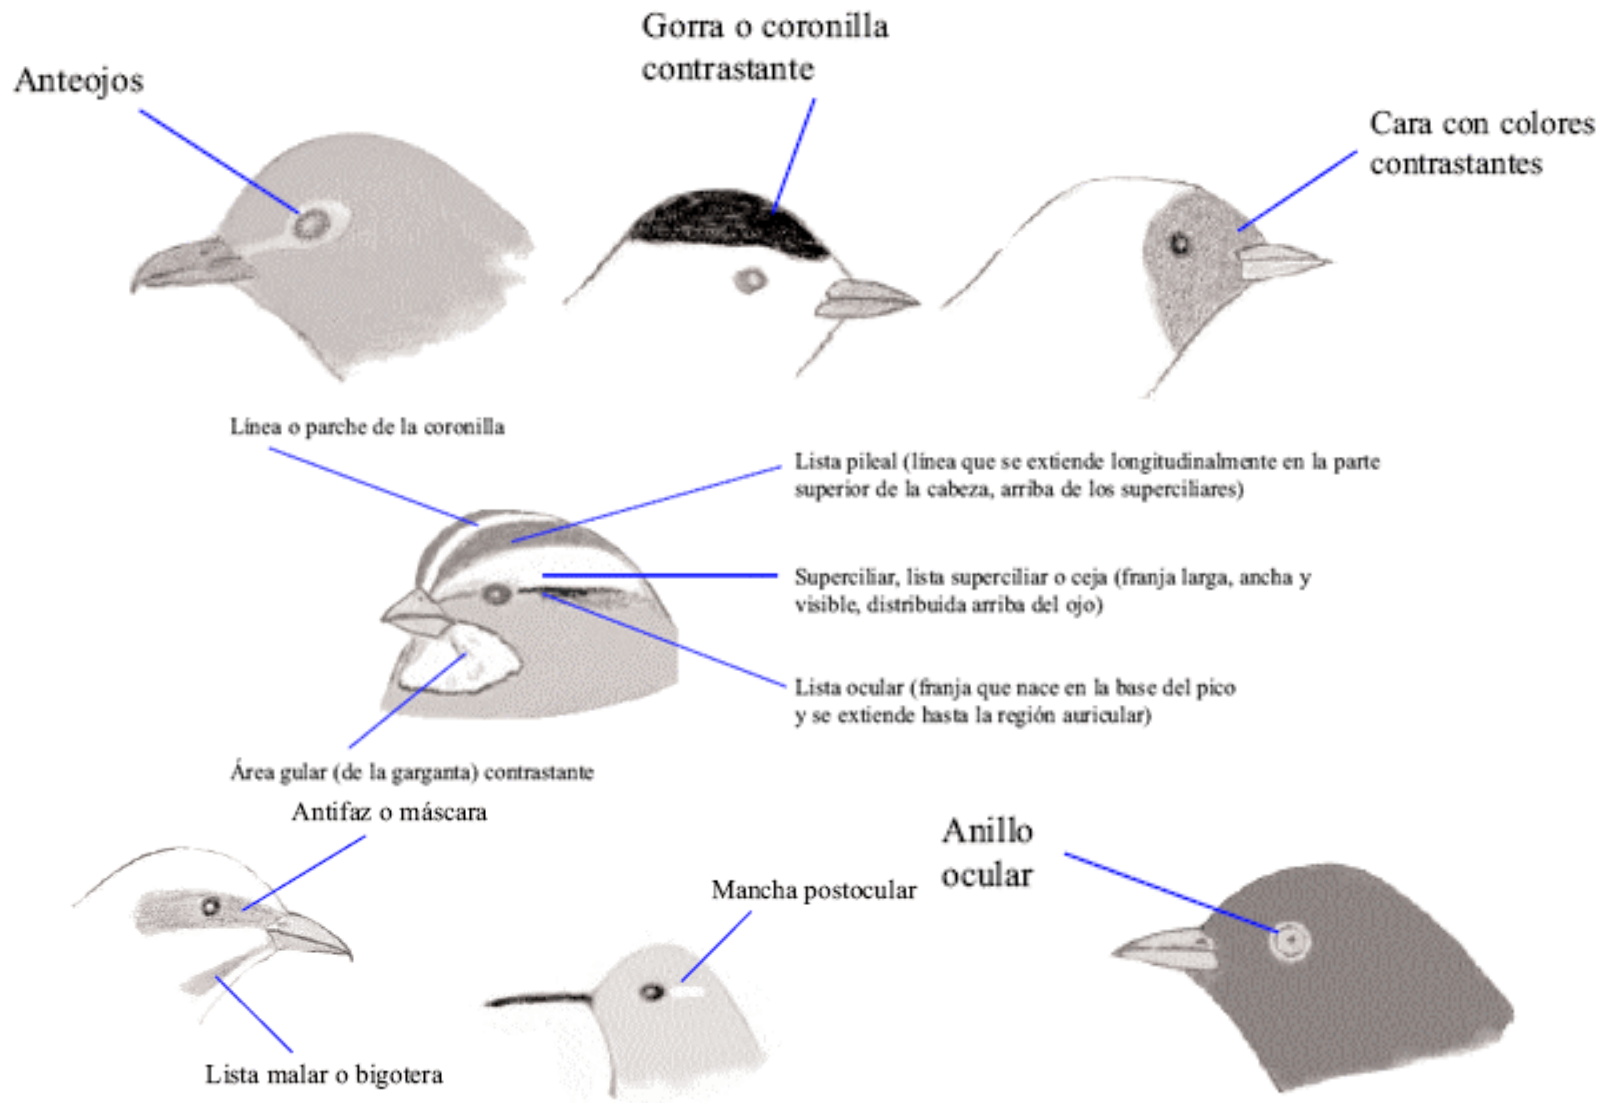 Gorra o coronilla
contrastante
Anteojos
Cara con colores
contrastantes
Línea o parche de la coronilla
Lista pileal (línea que se extiende longitudinalmente en la parte
superior de la cabeza, arriba de los superciliares)
Superciliar, lista superciliar o ceja (franja larga, ancha y
visible, distribuida arriba del ojo)
Lista ocular (franja que nace en la base del pico
y se extiende hasta la región auricular)
Área gular (de la garganta) contrastante
Antifaz o máscara
Anillo
ocular
Mancha postocular
Lista malar o bigotera